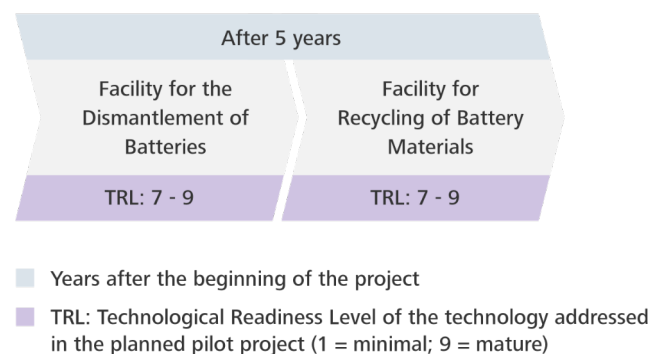 After 5 years
Facility for the
Dismantlement of
Batteries
Facility for
Recycling of Battery
Materials
TRL: 7 - 9
TRL: 7 - 9
Years after the beginning of the project
TRL: Technological Readiness Level of the technology addressed
in the planned pilot project (1 = minimal; 9 = mature)